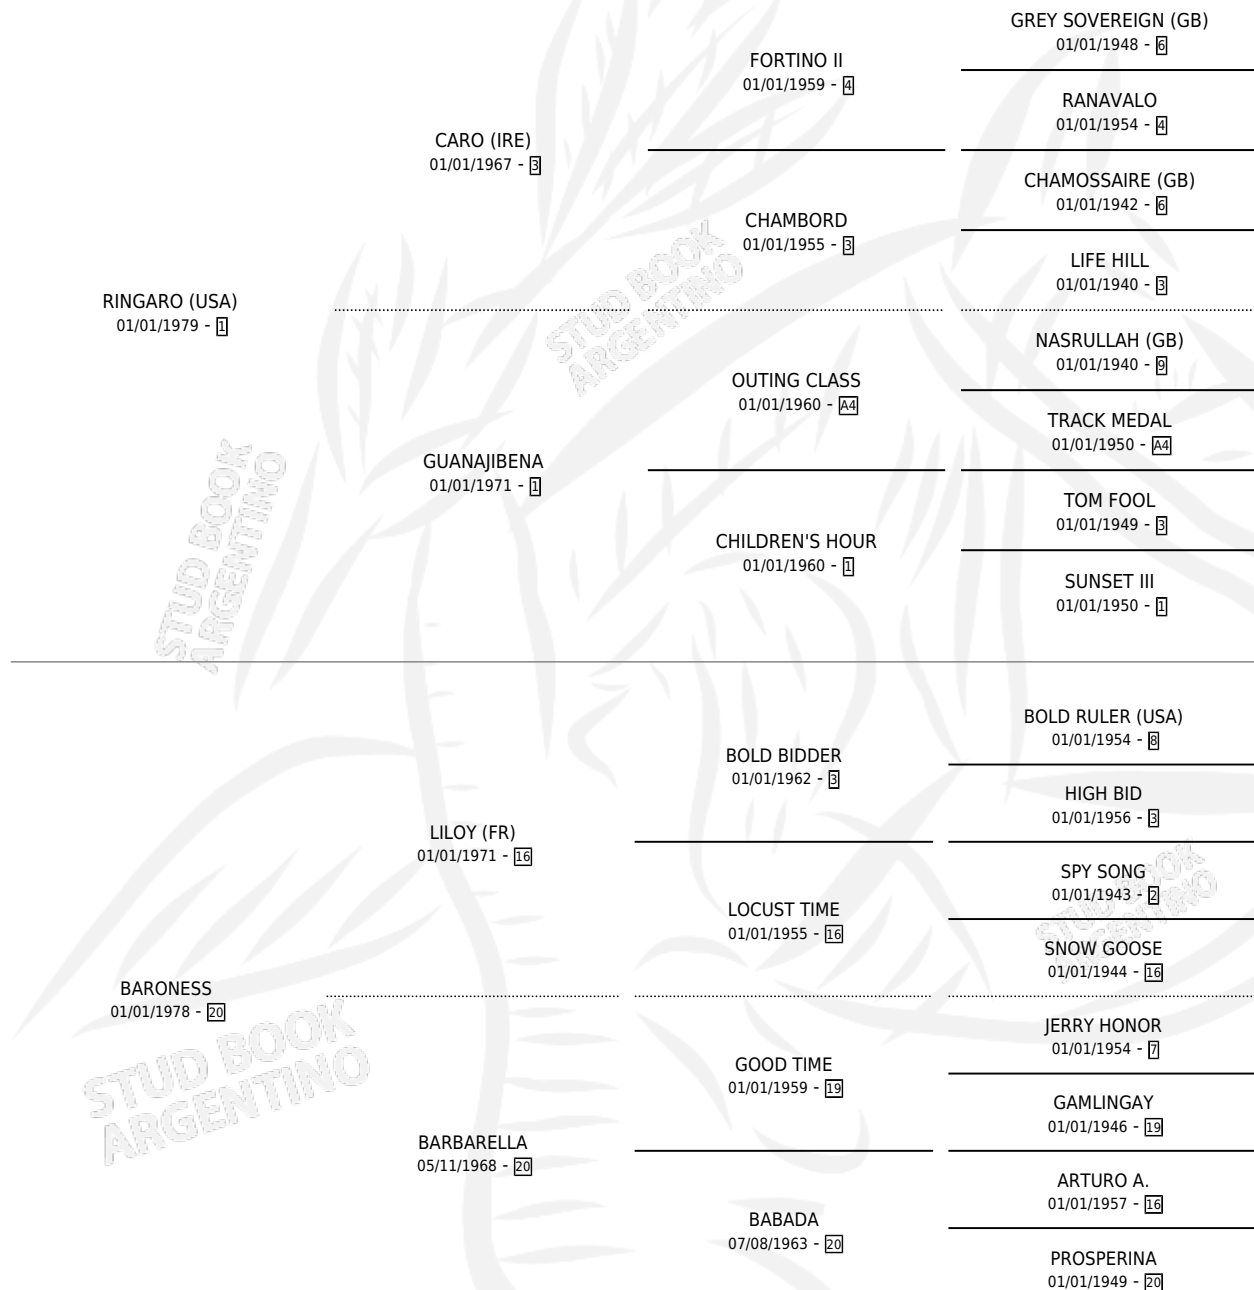 GREY SOVEREIGN (GB)
01/01/1948 - 6
FORTINO II
01/01/1959 - 4
RANAVALO
01/01/1954 - 4
CARO (IRE)
01/01/1967 - 3
CHAMOSSAIRE (GB)
01/01/1942 - 6
CHAMBORD
01/01/1955 - 3
LIFE HILL
01/01/1940 - 3
RINGARO (USA)
01/01/1979 - 1
STUD BOOK
ARGENTINO
NASRULLAH (GB)
01/01/1940 - 9
OUTING CLASS
01/01/1960 - A4
TRACK MEDAL
01/01/1950 - A4
GUANAJIBENA
01/01/1971 - 1
TOM FOOL
01/01/1949 - 3
CHILDREN'S HOUR
01/01/1960 - 1
SUNSET III
01/01/1950 - 1
STUD BOOK
ARGENTINO
BOLD RULER (USA)
01/01/1954 - 8
BOLD BIDDER
01/01/1962 - 3
HIGH BID
01/01/1956 - 3
LILOY (FR)
01/01/1971 - 16
SPY SONG
01/01/1943 - 2
STUD BOOK
ARGENTINO
LOCUST TIME
01/01/1955 - 16
SNOW GOOSE
01/01/1944 - 16
BARONESS
01/01/1978 - 20
STUD BOOK
ARGENTINO
JERRY HONOR
01/01/1954 - 7
GOOD TIME
01/01/1959 - 19
GAMLINGAY
01/01/1946 - 19
BARBARELLA
05/11/1968 - 20
ARTURO A.
01/01/1957 - 16
BABADA
07/08/1963 - 20
PROSPERINA
01/01/1949 - 20